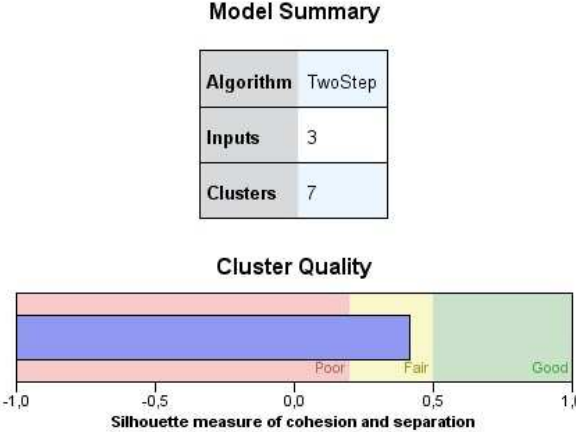 Model Summary
Algorithm TwoStep
Inputs 3
Clusters 7
Cluster Quality
Poor Fair Good
-1,0 -0,5 0,0 0,5 1,0
Silhouette measure of cohesion and separation